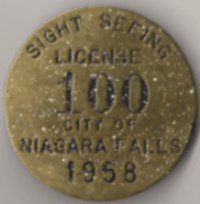 SIGHT SEEING
LICENSE
100
CITY OF
NIAGARA FALLS
1958